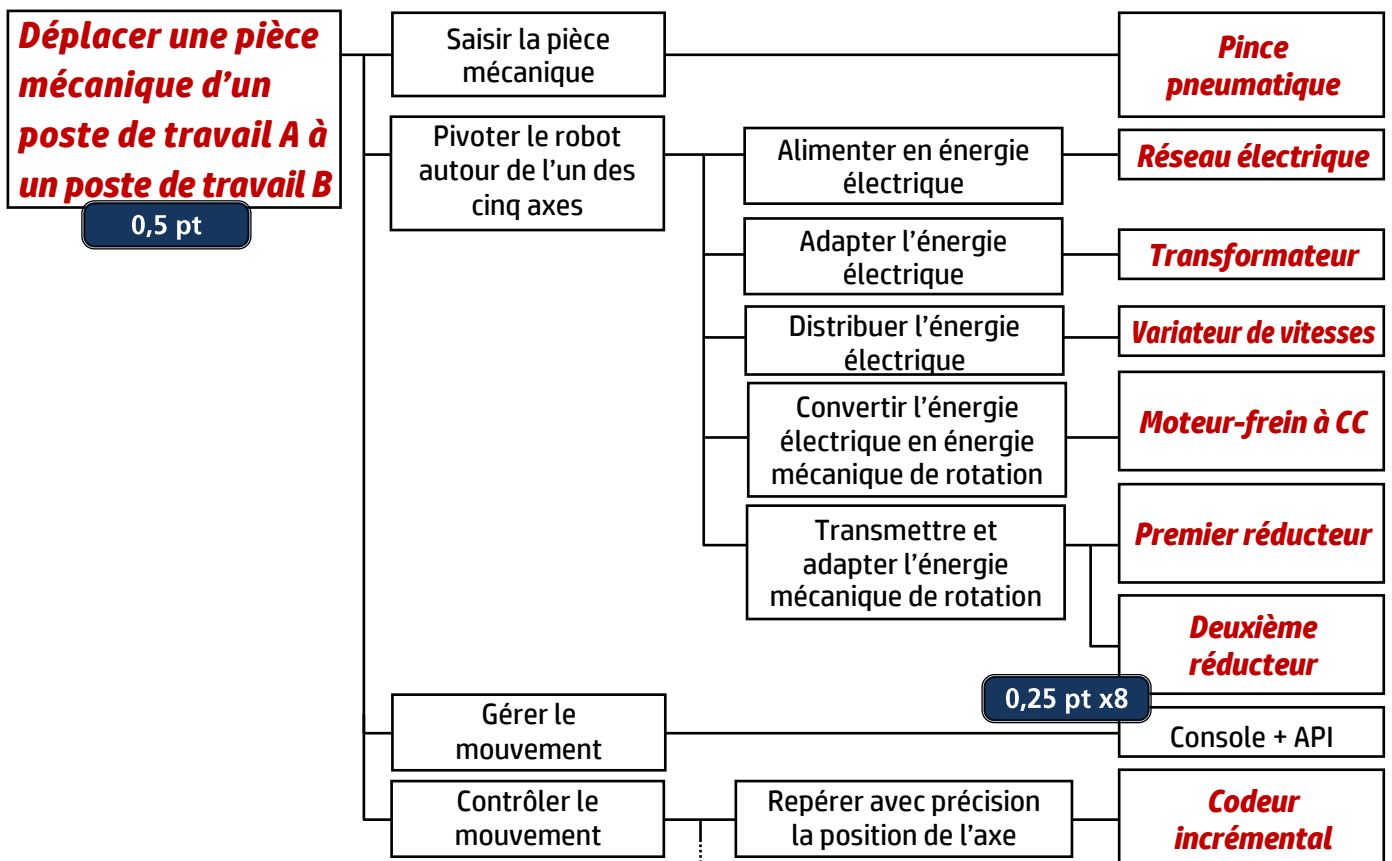 Déplacer une pièce
mécanique d'un
poste de travail A à
un poste de travail B
0,5 pt
Saisir la pièce
mécanique
Pince
pneumatique
Pivoter le robot
autour de l'un des
cinq axes
Alimenter en énergie
électrique
Réseau électrique
Adapter l'énergie
électrique
Transformateur
Distribuer l'énergie
électrique
Variateur de vitesses
Convertir l'énergie
électrique en énergie
mécanique de rotation
Moteur-frein à CC
Transmettre et
adapter l'énergie
mécanique de rotation
Premier réducteur
Deuxième
réducteur
0,25 pt x8
Gérer le
mouvement
Console + API
Contrôler le
mouvement
Repérer avec précision
la position de l'axe
Codeur
incrémental